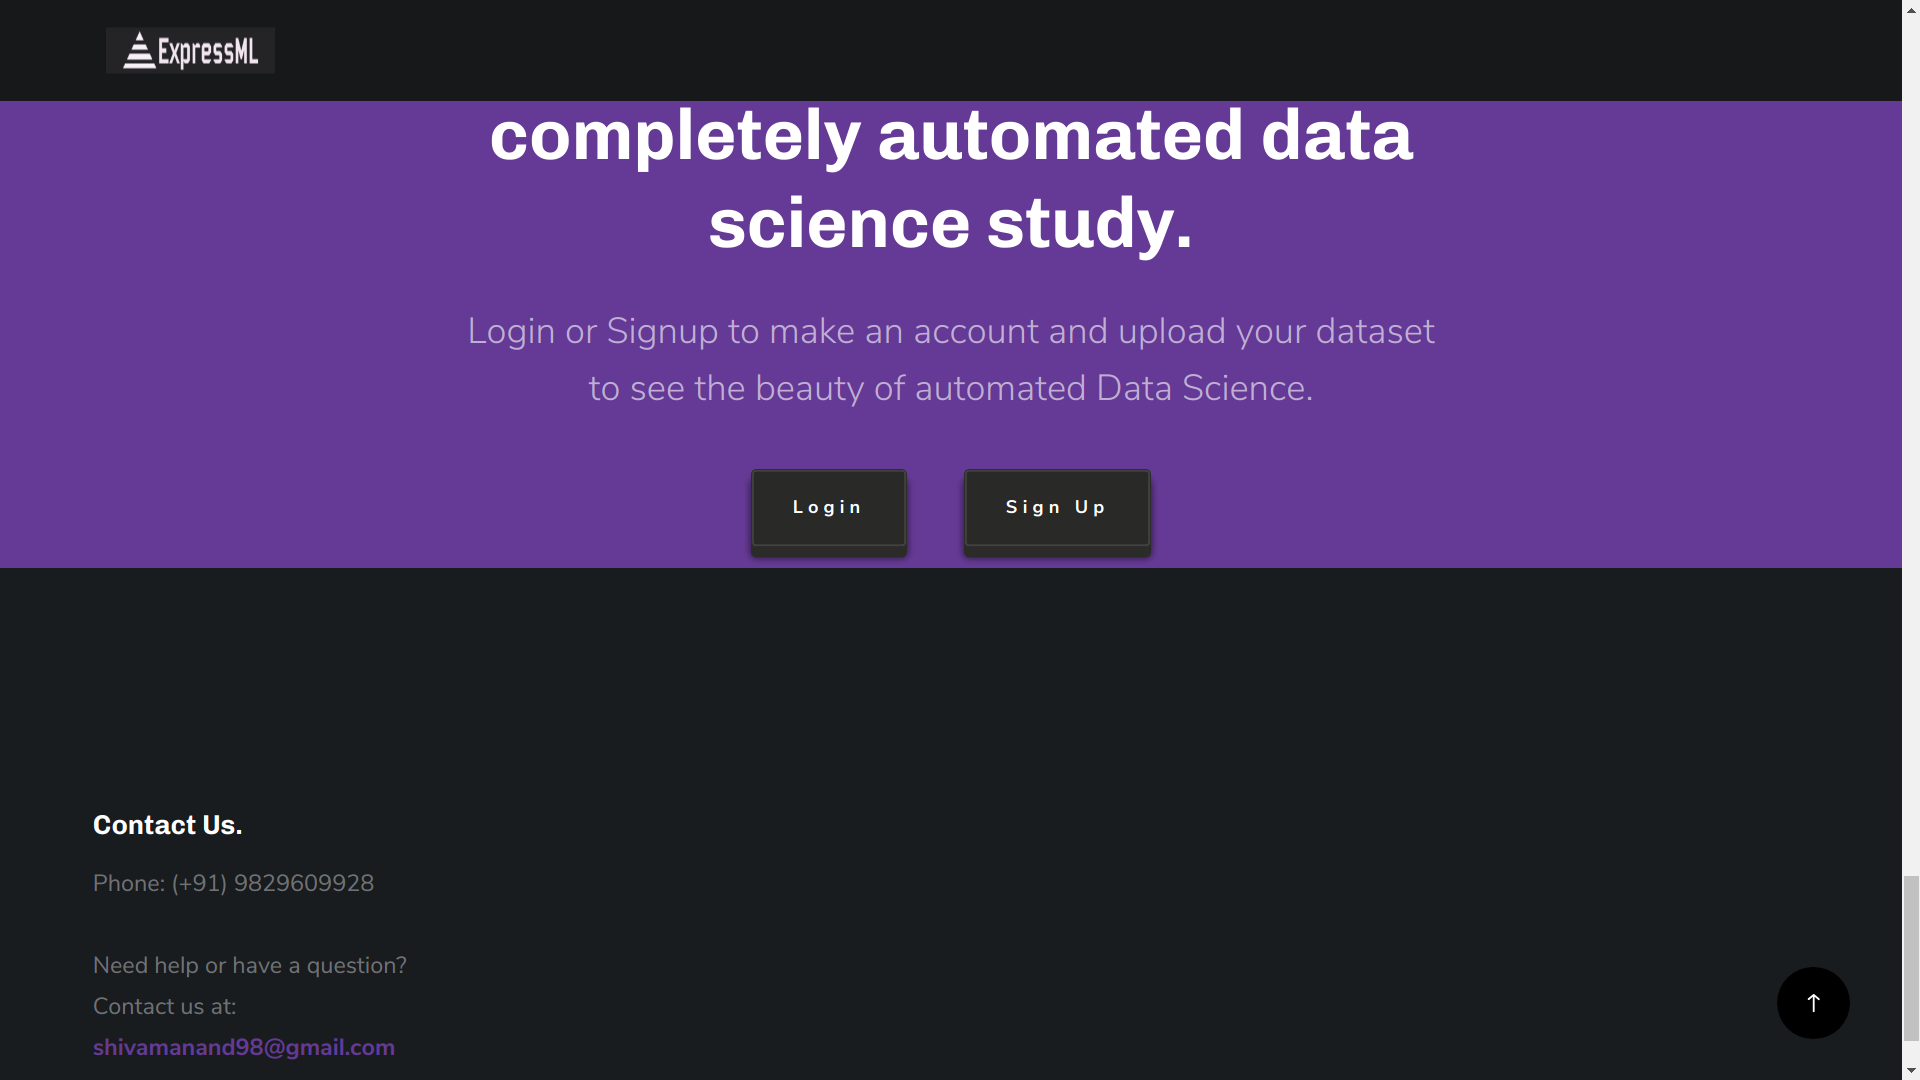 ExpressML
completely automated data
science study.
Login or Signup to make an account and upload your dataset
to see the beauty of automated Data Science.
Login
Sign Up
Contact Us.
Phone: (+91) 9829609928
Need help or have a question?
Contact us at:
shivamanand98@gmail.com